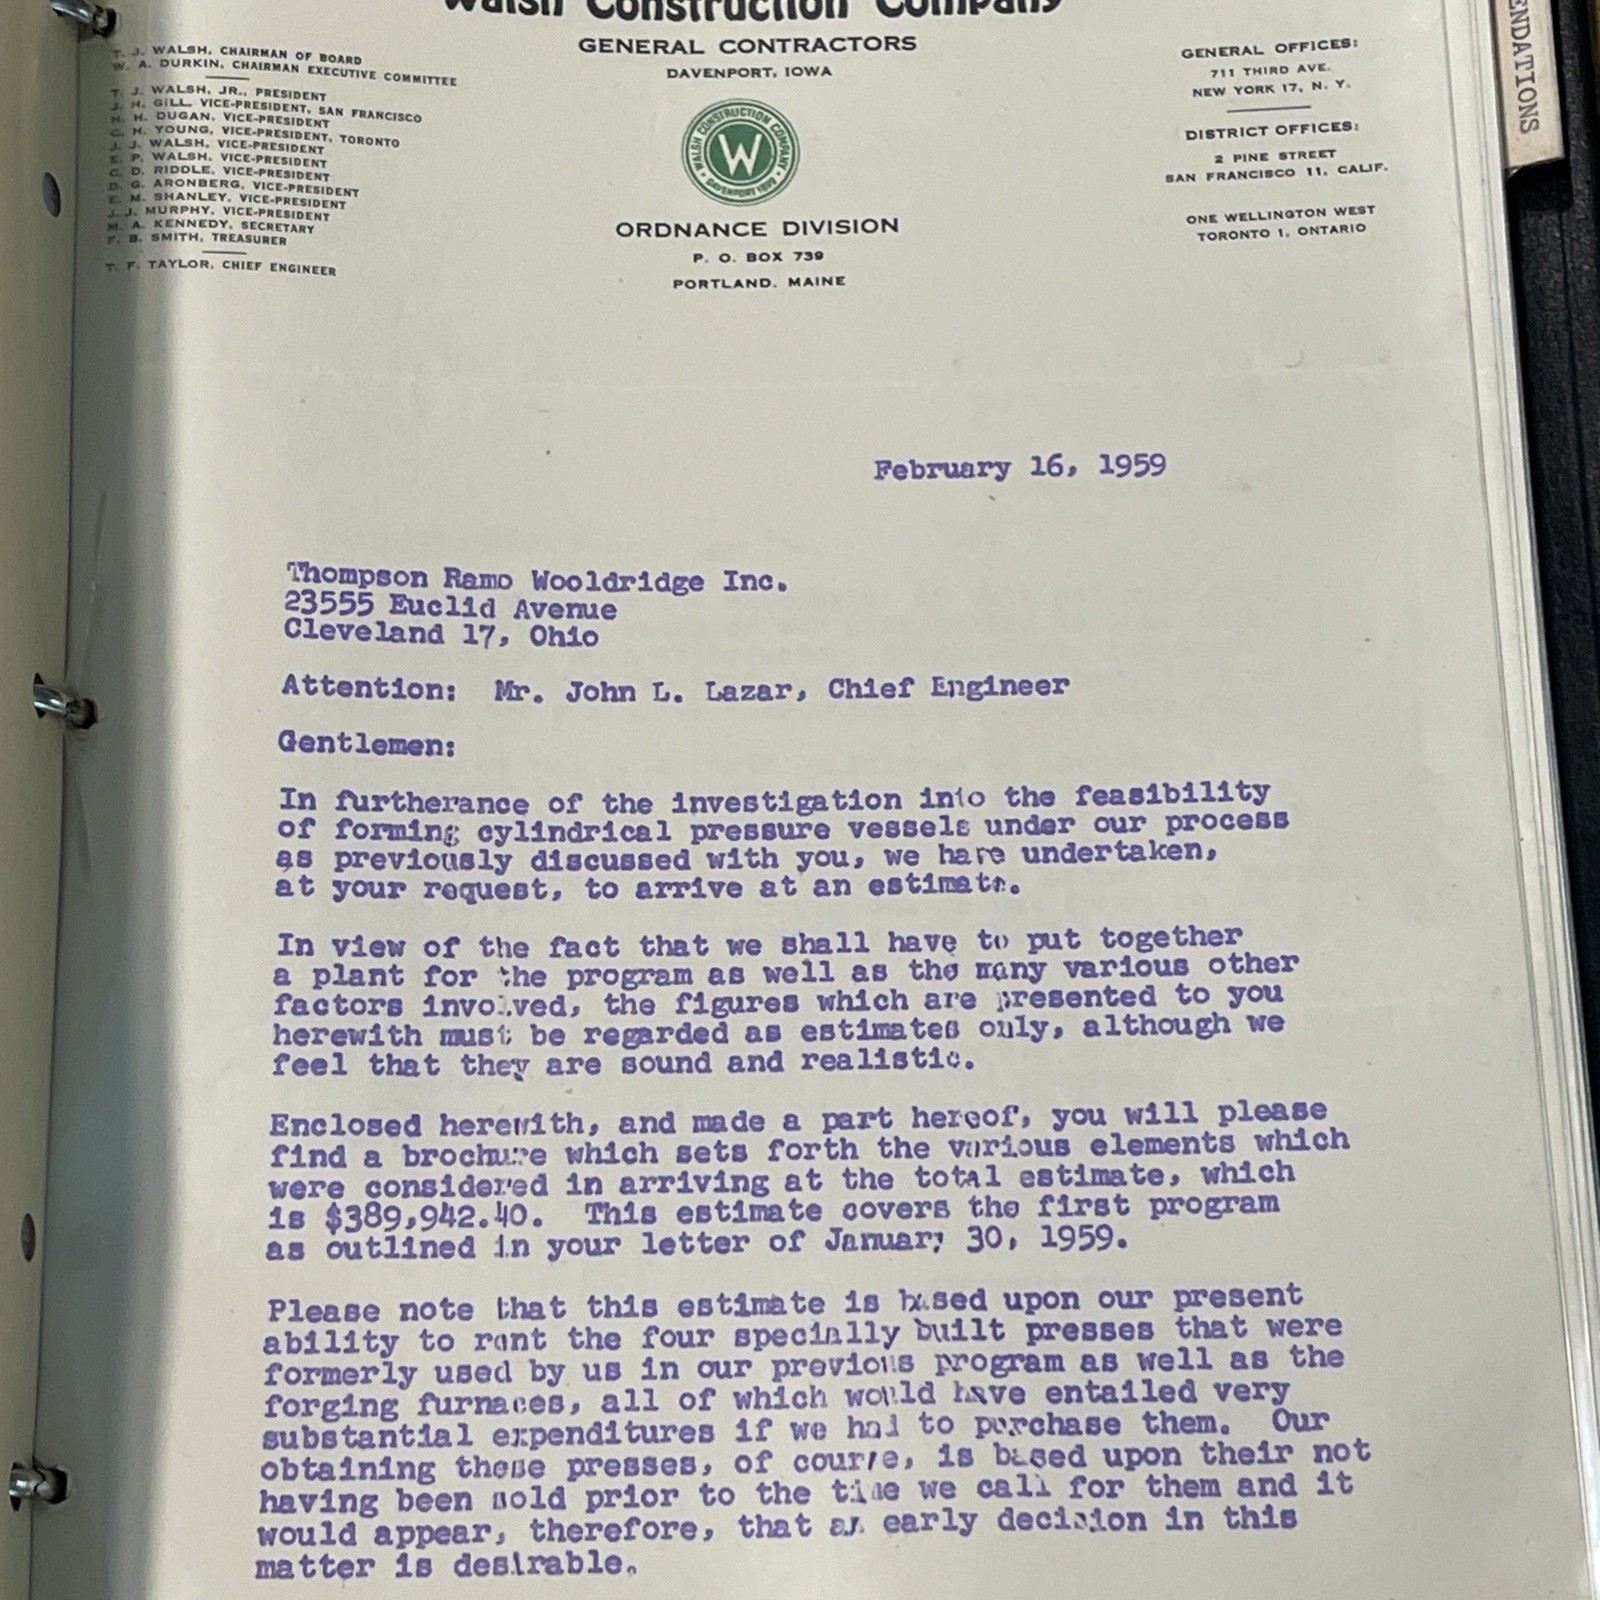 Walsh Construction Company
GENERAL CONTRACTORS
DAVENPORT, IOWA
T. J. WALSH, CHAIRMAN OF BOARD
W. A. DURKIN, CHAIRMAN EXECUTIVE COMMITTEE
T. J. WALSH, JR., PRESIDENT
J. H. GILL, VICE-PRESIDENT, SAN FRANCISCO
H. H. DUGAN, VICE-PRESIDENT
C. H. YOUNG, VICE-PRESIDENT, TORONTO
J. J. WALSH, VICE-PRESIDENT
E. P. WALSH, VICE-PRESIDENT
C. D. RIDDLE, VICE-PRESIDENT
D. G. ARONBERG, VICE-PRESIDENT
E. M. SHANLEY, VICE-PRESIDENT
J. J. MURPHY, VICE-PRESIDENT
M. A. KENNEDY, SECRETARY
F. B. SMITH, TREASURER
T. F. TAYLOR, CHIEF ENGINEER
WALSH CONSTRUCTION COMPANY
W
DAVENPORT 1898
ORDNANCE DIVISION
P. O. BOX 739
PORTLAND, MAINE
GENERAL OFFICES:
711 THIRD AVE.
NEW YORK 17, N. Y.
DISTRICT OFFICES:
2 PINE STREET
SAN FRANCISCO 11, CALIF.
ONE WELLINGTON WEST
TORONTO 1, ONTARIO
ENDATIONS
February 16, 1959
Thompson Ramo Wooldridge Inc.
23555 Euclid Avenue
Cleveland 17, Ohio
Attention: Mr. John L. Lazar, Chief Engineer
Gentlemen:
In furtherance of the investigation into the feasibility
of forming cylindrical pressure vessels under our process
as previously discussed with you, we have undertaken,
at your request, to arrive at an estimate.
In view of the fact that we shall have to put together
a plant for the program as well as the many various other
factors involved, the figures which are presented to you
herewith must be regarded as estimates only, although we
feel that they are sound and realistic.
Enclosed herewith, and made a part hereof, you will please
find a brochure which sets forth the various elements which
were considered in arriving at the total estimate, which
is $389,942.40. This estimate covers the first program
as outlined in your letter of January 30, 1959.
Please note that this estimate is based upon our present
ability to rent the four specially built presses that were
formerly used by us in our previous program as well as the
forging furnaces, all of which would have entailed very
substantial expenditures if we had to purchase them. Our
obtaining these presses, of course, is based upon their not
having been sold prior to the time we call for them and it
would appear, therefore, that an early decision in this
matter is desirable.